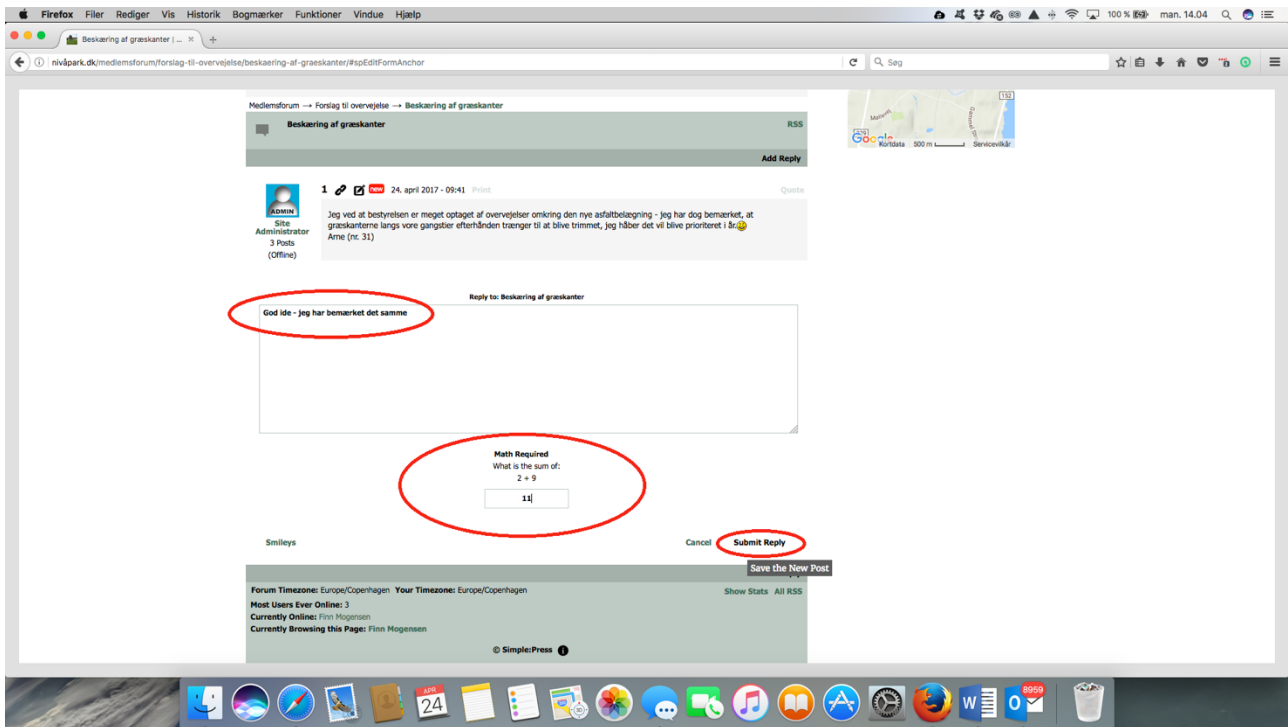 Firefox Filer Rediger Vis Historik Bogmærker Funktioner Vindue Hjælp 100 % man. 14.04
Beskæring af græskanter | ...
nivåpark.dk/medlemsforum/forslag-til-overvejelse/beskaering-af-graeskanter/#spEditFormAnchor Søg
Medlemsforum → Forslag til overvejelse → Beskæring af græskanter
152
Beskæring af græskanter RSS
Google Kortdata 500 m Servicevilkår
Add Reply
1 new 24. april 2017 - 09:41 Print Quote
ADMIN
Site
Administrator
3 Posts
(Offline)
Jeg ved at bestyrelsen er meget optaget af overvejelser omkring den nye asfaltbelægning - jeg har dog bemærket, at
græskanterne langs vore gangstier efterhånden trænger til at blive trimmet, jeg håber det vil blive prioriteret i år.
Arne (nr. 31)
Reply to: Beskæring af græskanter
God ide - jeg har bemærket det samme
Math Required
What is the sum of:
2 + 9
11
Smileys Cancel Submit Reply
Save the New Post
Forum Timezone: Europe/Copenhagen Your Timezone: Europe/Copenhagen Show Stats All RSS
Most Users Ever Online: 3
Currently Online: Finn Mogensen
Currently Browsing this Page: Finn Mogensen
© Simple:Press
APR
24
8959